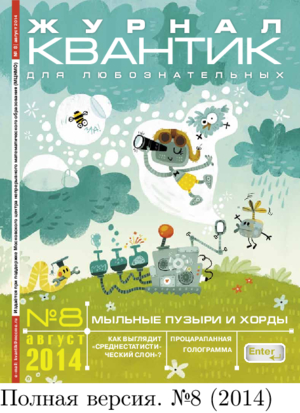 ЖУРНАЛ
КВАНТИК
ДЛЯ ЛЮБОЗНАТЕЛЬНЫХ
№8
август
2014
МЫЛЬНЫЕ ПУЗЫРИ И ХОРДЫ
КАК ВЫГЛЯДИТ
«СРЕДНЕСТАТИСТИ-
ЧЕСКИЙ СЛОН»?
ПРОЦАРАПАННАЯ
ГОЛОГРАММА
Enter
Полная версия. №8 (2014)